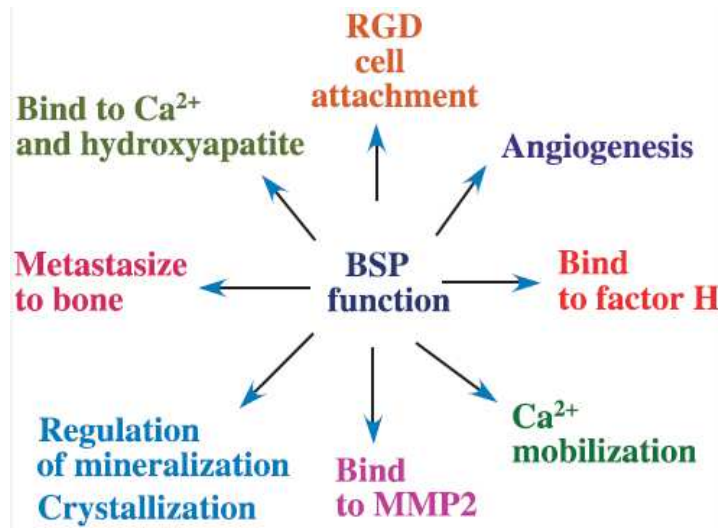 RGD
cell
attachment
Bind to Ca²⁺
and hydroxyapatite
Angiogenesis
Metastasize
to bone
BSP
function
Bind
to factor H
Regulation
of mineralization
Crystallization
Bind
to MMP2
Ca²⁺
mobilization